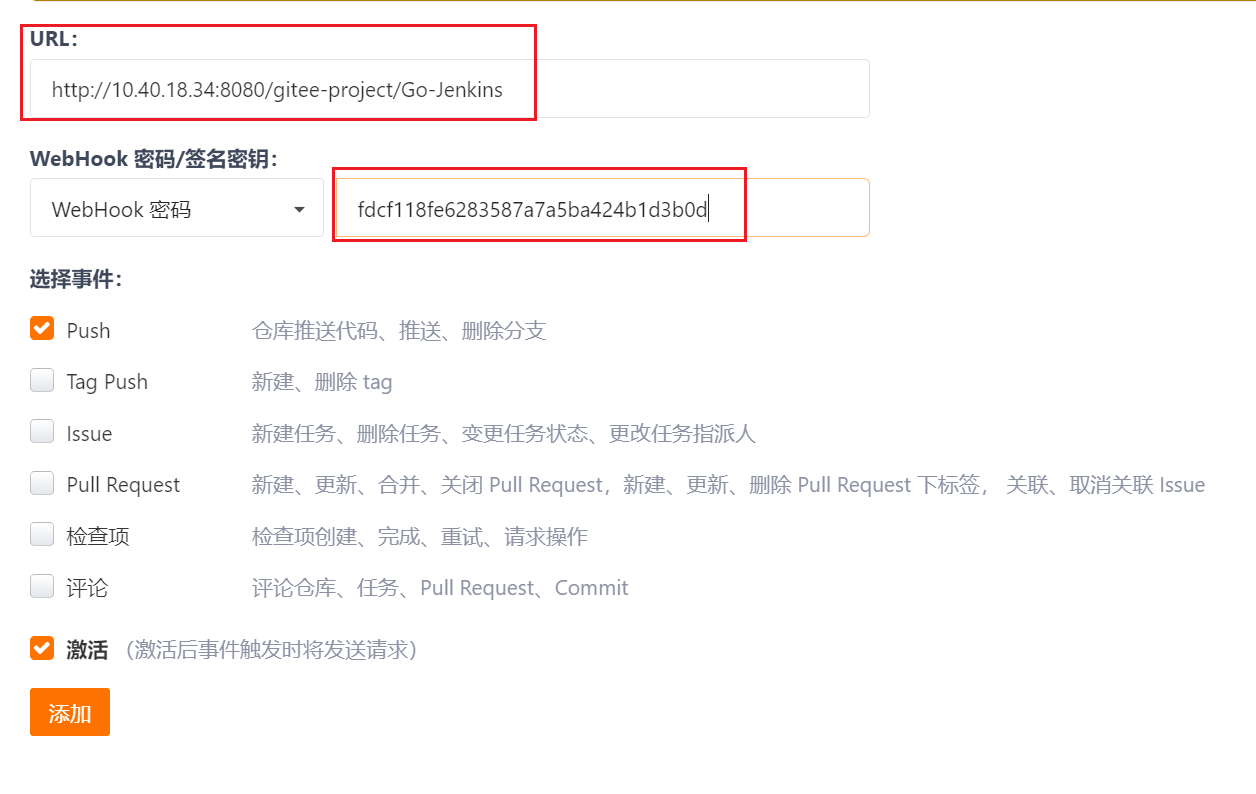 URL：
http://10.40.18.34:8080/gitee-project/Go-Jenkins
WebHook 密码/签名密钥：
WebHook 密码 fdcf118fe6283587a7a5ba424b1d3b0d
选择事件：
Push 仓库推送代码、推送、删除分支
Tag Push 新建、删除 tag
Issue 新建任务、删除任务、变更任务状态、更改任务指派人
Pull Request 新建、更新、合并、关闭 Pull Request，新建、更新、删除 Pull Request 下标签， 关联、取消关联 Issue
检查项 检查项创建、完成、重试、请求操作
评论 评论仓库、任务、Pull Request、Commit
激活 （激活后事件触发时将发送请求）
添加